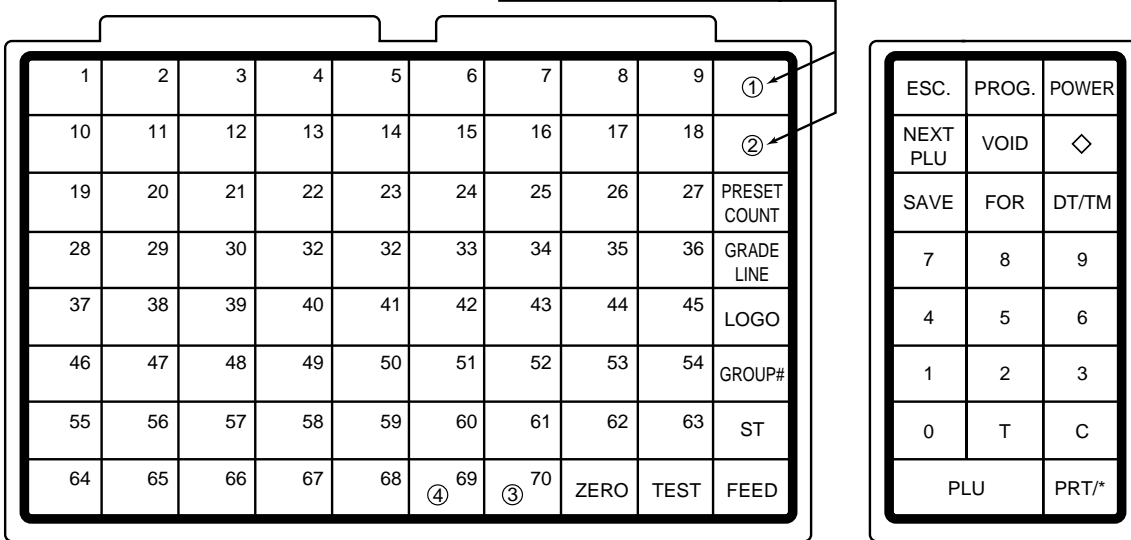 1 2 3 4 5 6 7 8 9 ①
10 11 12 13 14 15 16 17 18 ②
19 20 21 22 23 24 25 26 27 PRESET COUNT
28 29 30 32 32 33 34 35 36 GRADE LINE
37 38 39 40 41 42 43 44 45 LOGO
46 47 48 49 50 51 52 53 54 GROUP#
55 56 57 58 59 60 61 62 63 ST
64 65 66 67 68 ④ 69 ③ 70 ZERO TEST FEED
ESC. PROG. POWER
NEXT PLU VOID ◇
SAVE FOR DT/TM
7 8 9
4 5 6
1 2 3
0 T C
PLU PRT/*